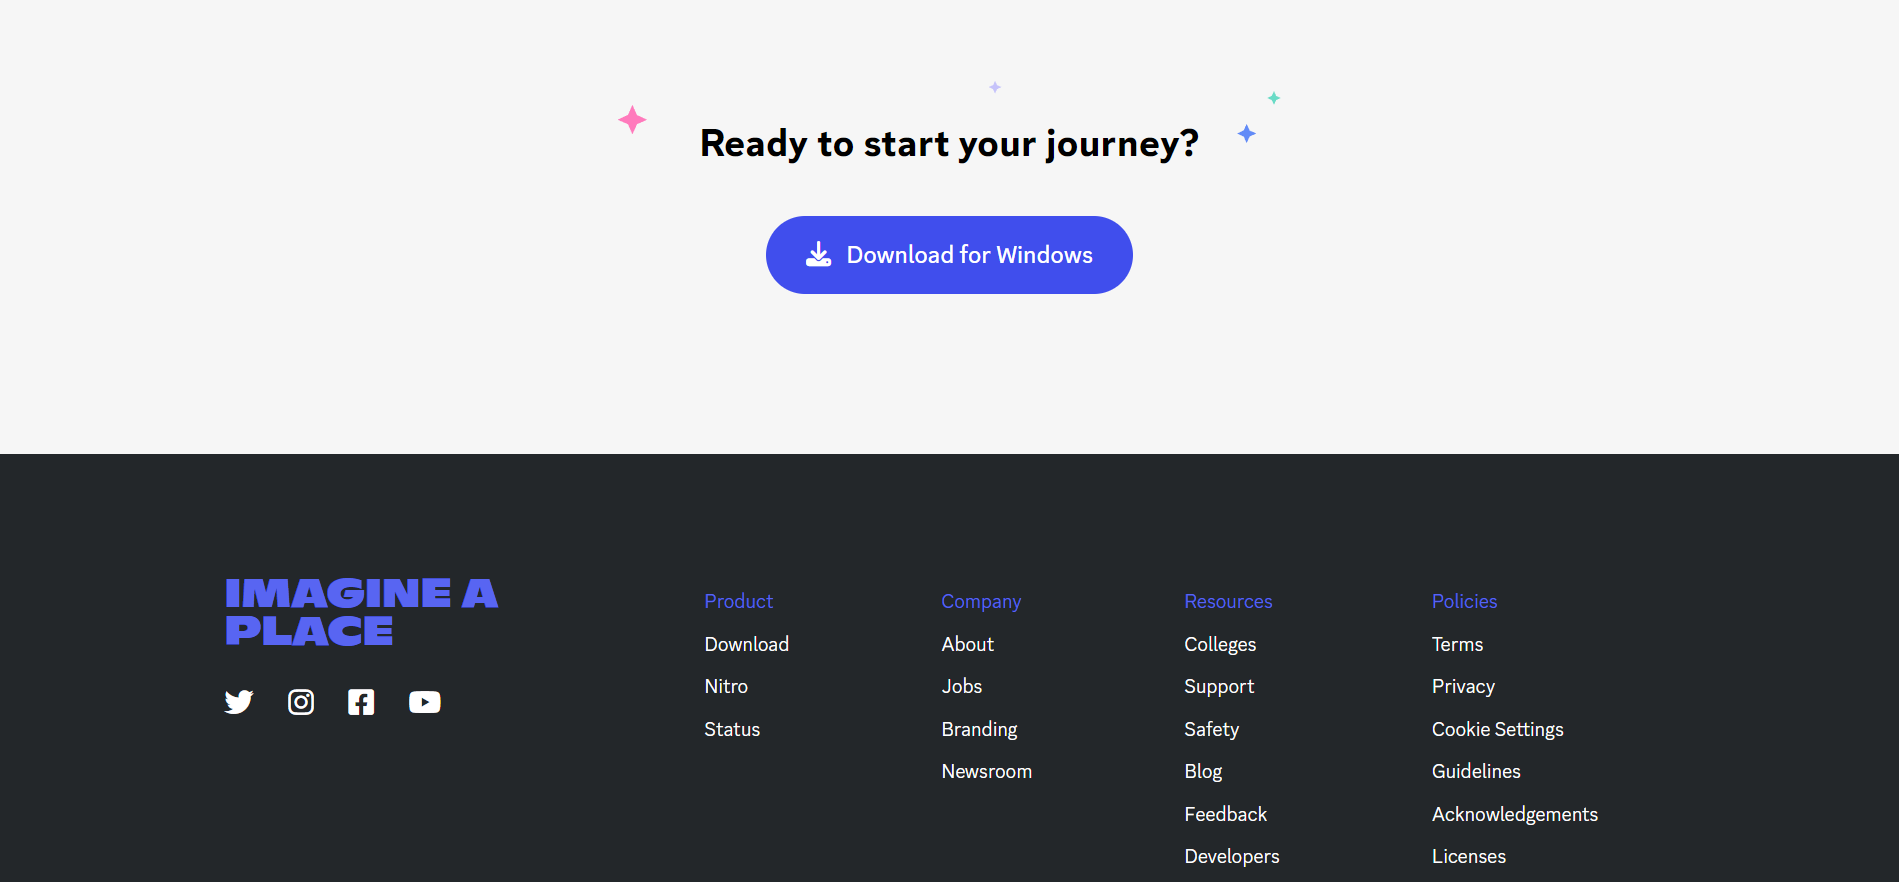 Ready to start your journey?
Download for Windows
IMAGINE A
PLACE
Product
Download
Nitro
Status
Company
About
Jobs
Branding
Newsroom
Resources
Colleges
Support
Safety
Blog
Feedback
Developers
Policies
Terms
Privacy
Cookie Settings
Guidelines
Acknowledgements
Licenses